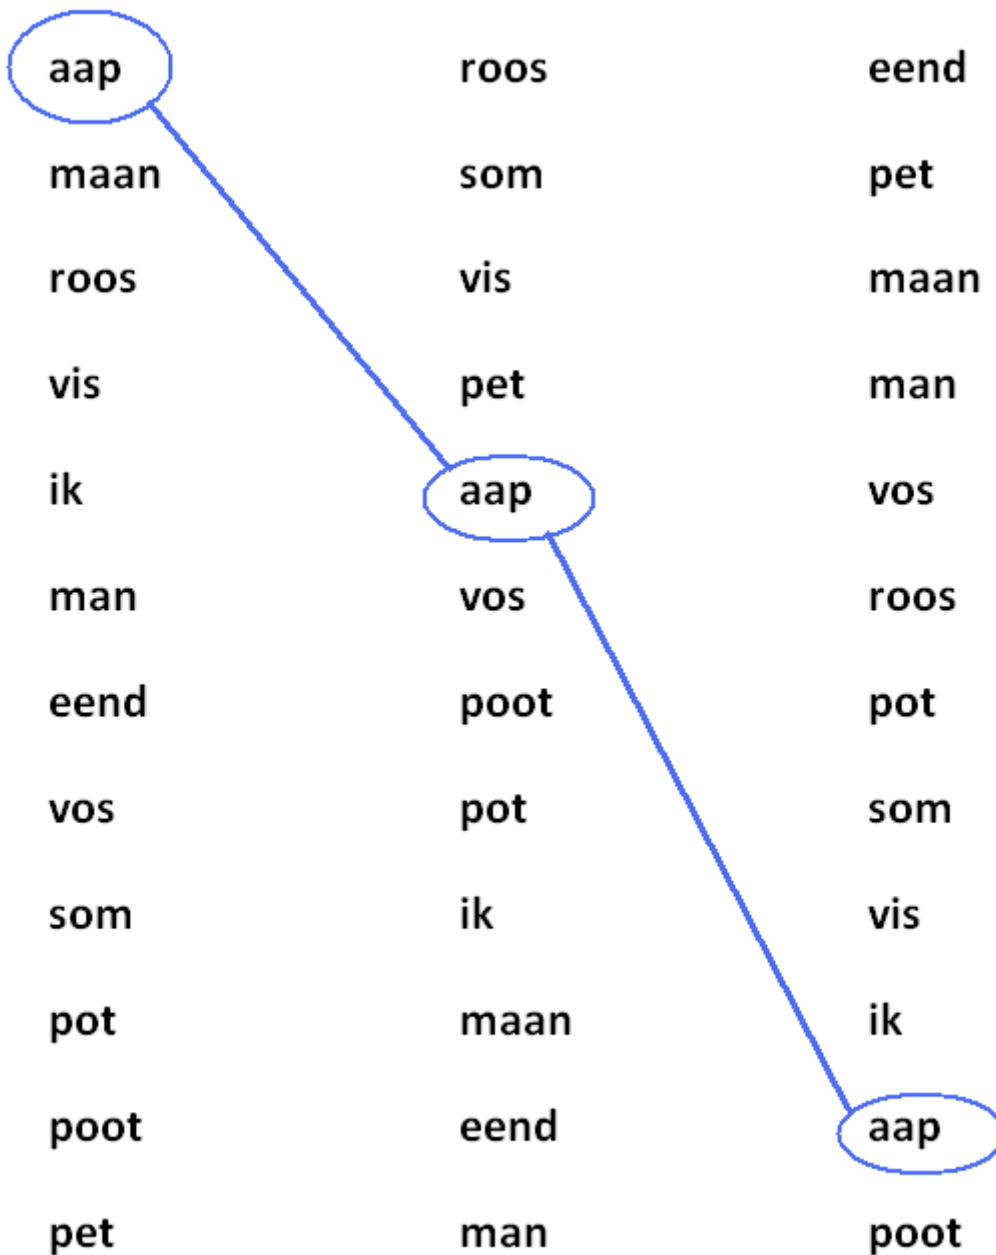 aap roos eend
maan som pet
roos vis maan
vis pet man
ik aap vos
man vos roos
eend poot pot
vos pot som
som ik vis
pot maan ik
poot eend aap
pet man poot